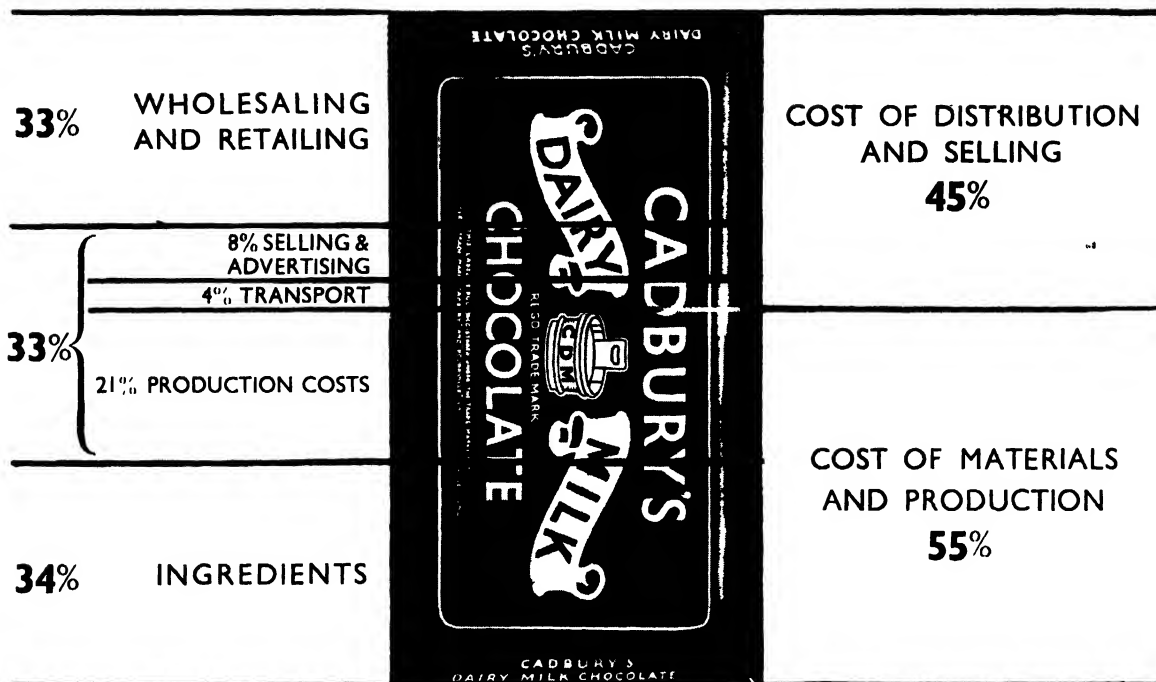 33% WHOLESALING
AND RETAILING
8% SELLING &
ADVERTISING
4% TRANSPORT
33%
21% PRODUCTION COSTS
34% INGREDIENTS
CADBURY'S
DAIRY MILK CHOCOLATE
CADBURY'S
DAIRY MILK
CDM
REGD TRADE MARK
CHOCOLATE
CADBURY'S
DAIRY MILK CHOCOLATE
COST OF DISTRIBUTION
AND SELLING
45%
COST OF MATERIALS
AND PRODUCTION
55%